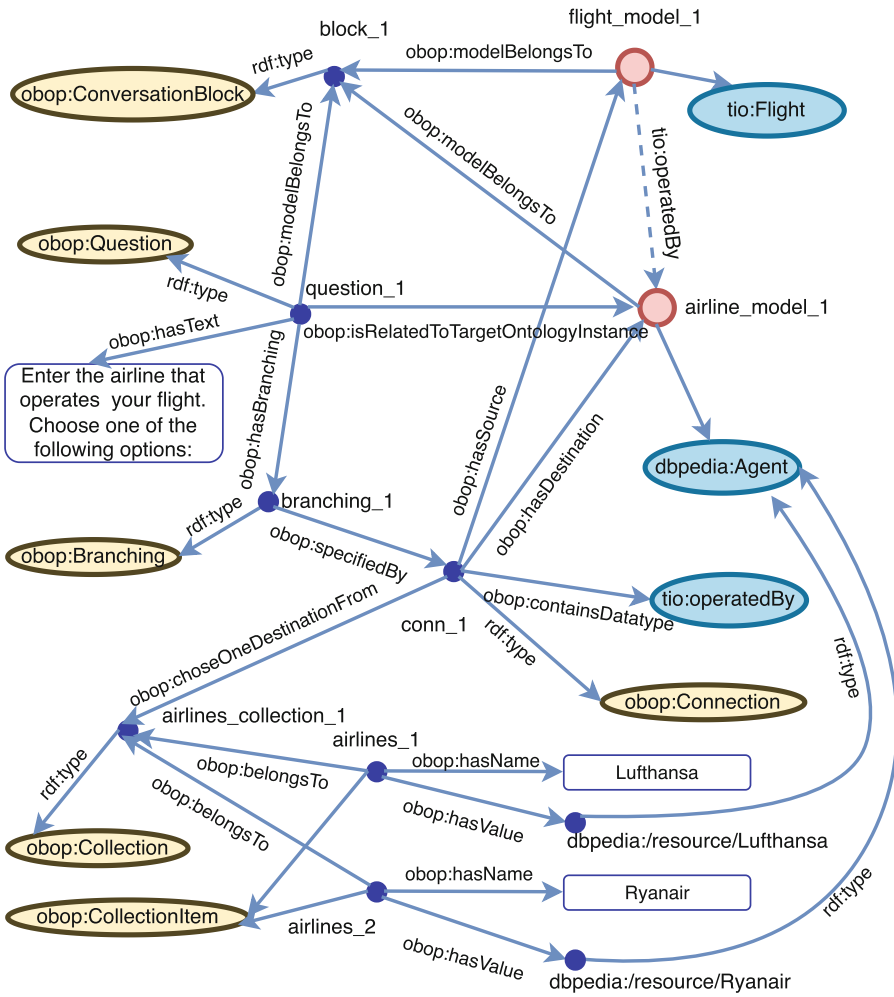 flight_model_1
block_1
obop:modelBelongsTo
rdf:type
obop:ConversationBlock
tio:Flight
obop:modelBelongsTo
obop:modelBelongsTo
tio:operatedBy
obop:Question
rdf:type
question_1
airline_model_1
obop:hasText
obop:isRelatedToTargetOntologyInstance
Enter the airline that
operates your flight.
Choose one of the
following options:
obop:hasBranching
obop:hasSource
obop:hasDestination
dbpedia:Agent
branching_1
rdf:type
obop:Branching
obop:specifiedBy
obop:containsDatatype
tio:operatedBy
conn_1
rdf:type
obop:choseOneDestinationFrom
obop:Connection
rdf:type
airlines_collection_1
airlines_1
obop:hasName
Lufthansa
obop:belongsTo
rdf:type
obop:belongsTo
obop:hasValue
dbpedia:/resource/Lufthansa
obop:Collection
obop:hasName
Ryanair
rdf:type
obop:CollectionItem
airlines_2
obop:hasValue
dbpedia:/resource/Ryanair